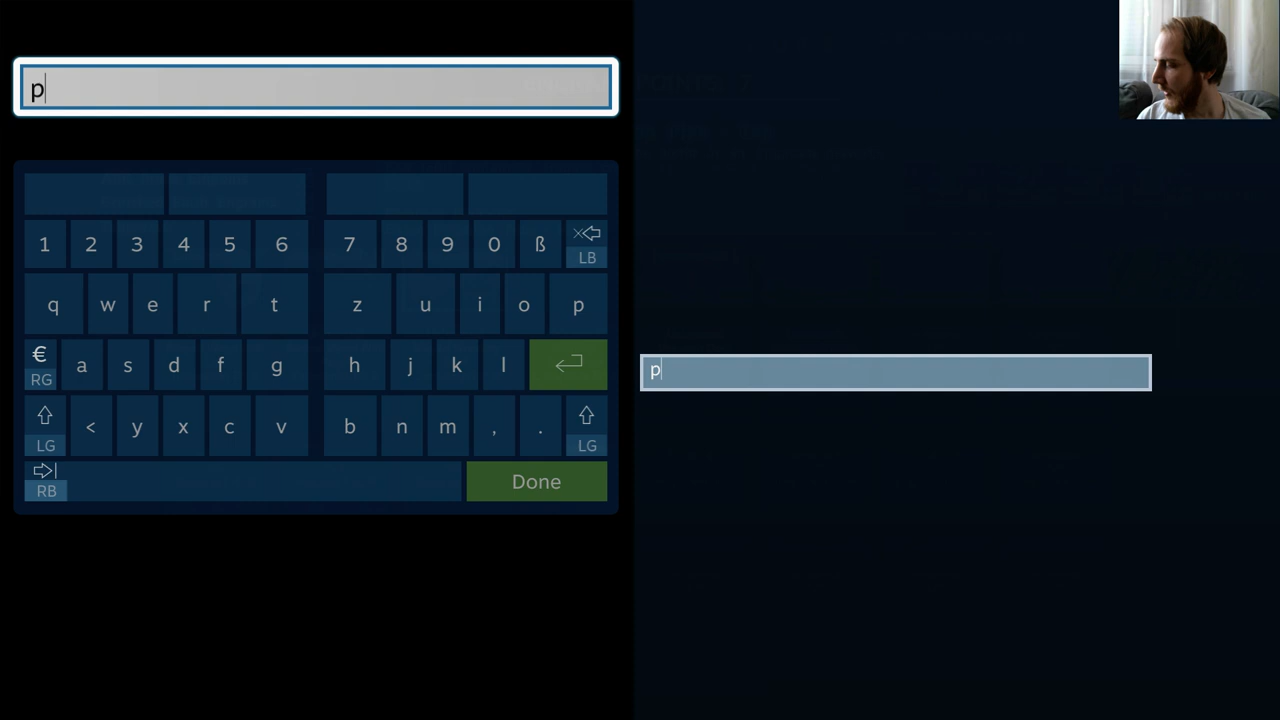 p
1 2 3 4 5 6 7 8 9 0 ß
LB
q w e r t z u i o p
€ a s d f g h j k l
RG
< y x c v b n m , .
LG LG
Done
RB
p